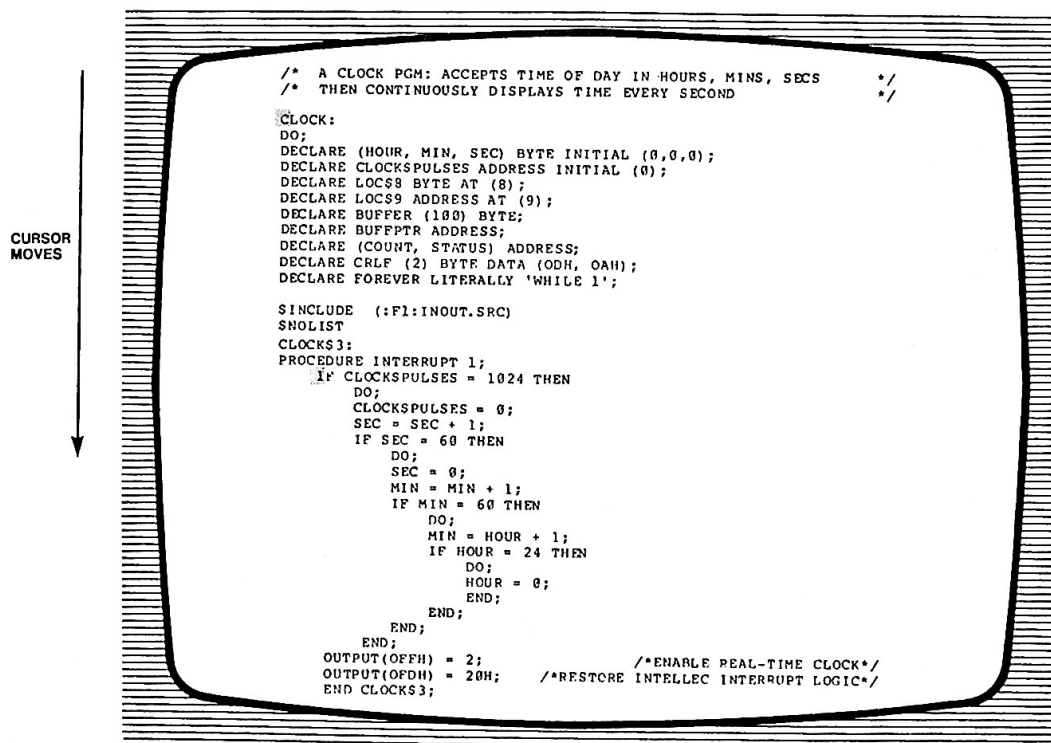 /*  A CLOCK PGM: ACCEPTS TIME OF DAY IN HOURS, MINS, SECS        */
/*  THEN CONTINUOUSLY DISPLAYS TIME EVERY SECOND                 */
CLOCK:
DO;
DECLARE (HOUR, MIN, SEC) BYTE INITIAL (0,0,0);
DECLARE CLOCK$PULSES ADDRESS INITIAL (0);
DECLARE LOC$8 BYTE AT (8);
DECLARE LOC$9 ADDRESS AT (9);
DECLARE BUFFER (100) BYTE;
DECLARE BUFFPTR ADDRESS;
DECLARE (COUNT, STATUS) ADDRESS;
DECLARE CRLF (2) BYTE DATA (ODH, OAH);
DECLARE FOREVER LITERALLY 'WHILE 1';
CURSOR
MOVES
$INCLUDE  (:F1:INOUT.SRC)
$NOLIST
CLOCK$3:
PROCEDURE INTERRUPT 1;
    IF CLOCK$PULSES = 1024 THEN
        DO;
        CLOCK$PULSES = 0;
        SEC = SEC + 1;
        IF SEC = 60 THEN
            DO;
            SEC = 0;
            MIN = MIN + 1;
            IF MIN = 60 THEN
                DO;
                MIN = HOUR + 1;
                IF HOUR = 24 THEN
                    DO;
                    HOUR = 0;
                    END;
                END;
            END;
        END;
    OUTPUT(OFFH) = 2;                 /*ENABLE REAL-TIME CLOCK*/
    OUTPUT(OFDH) = 20H;      /*RESTORE INTELLEC INTERRUPT LOGIC*/
    END CLOCK$3;